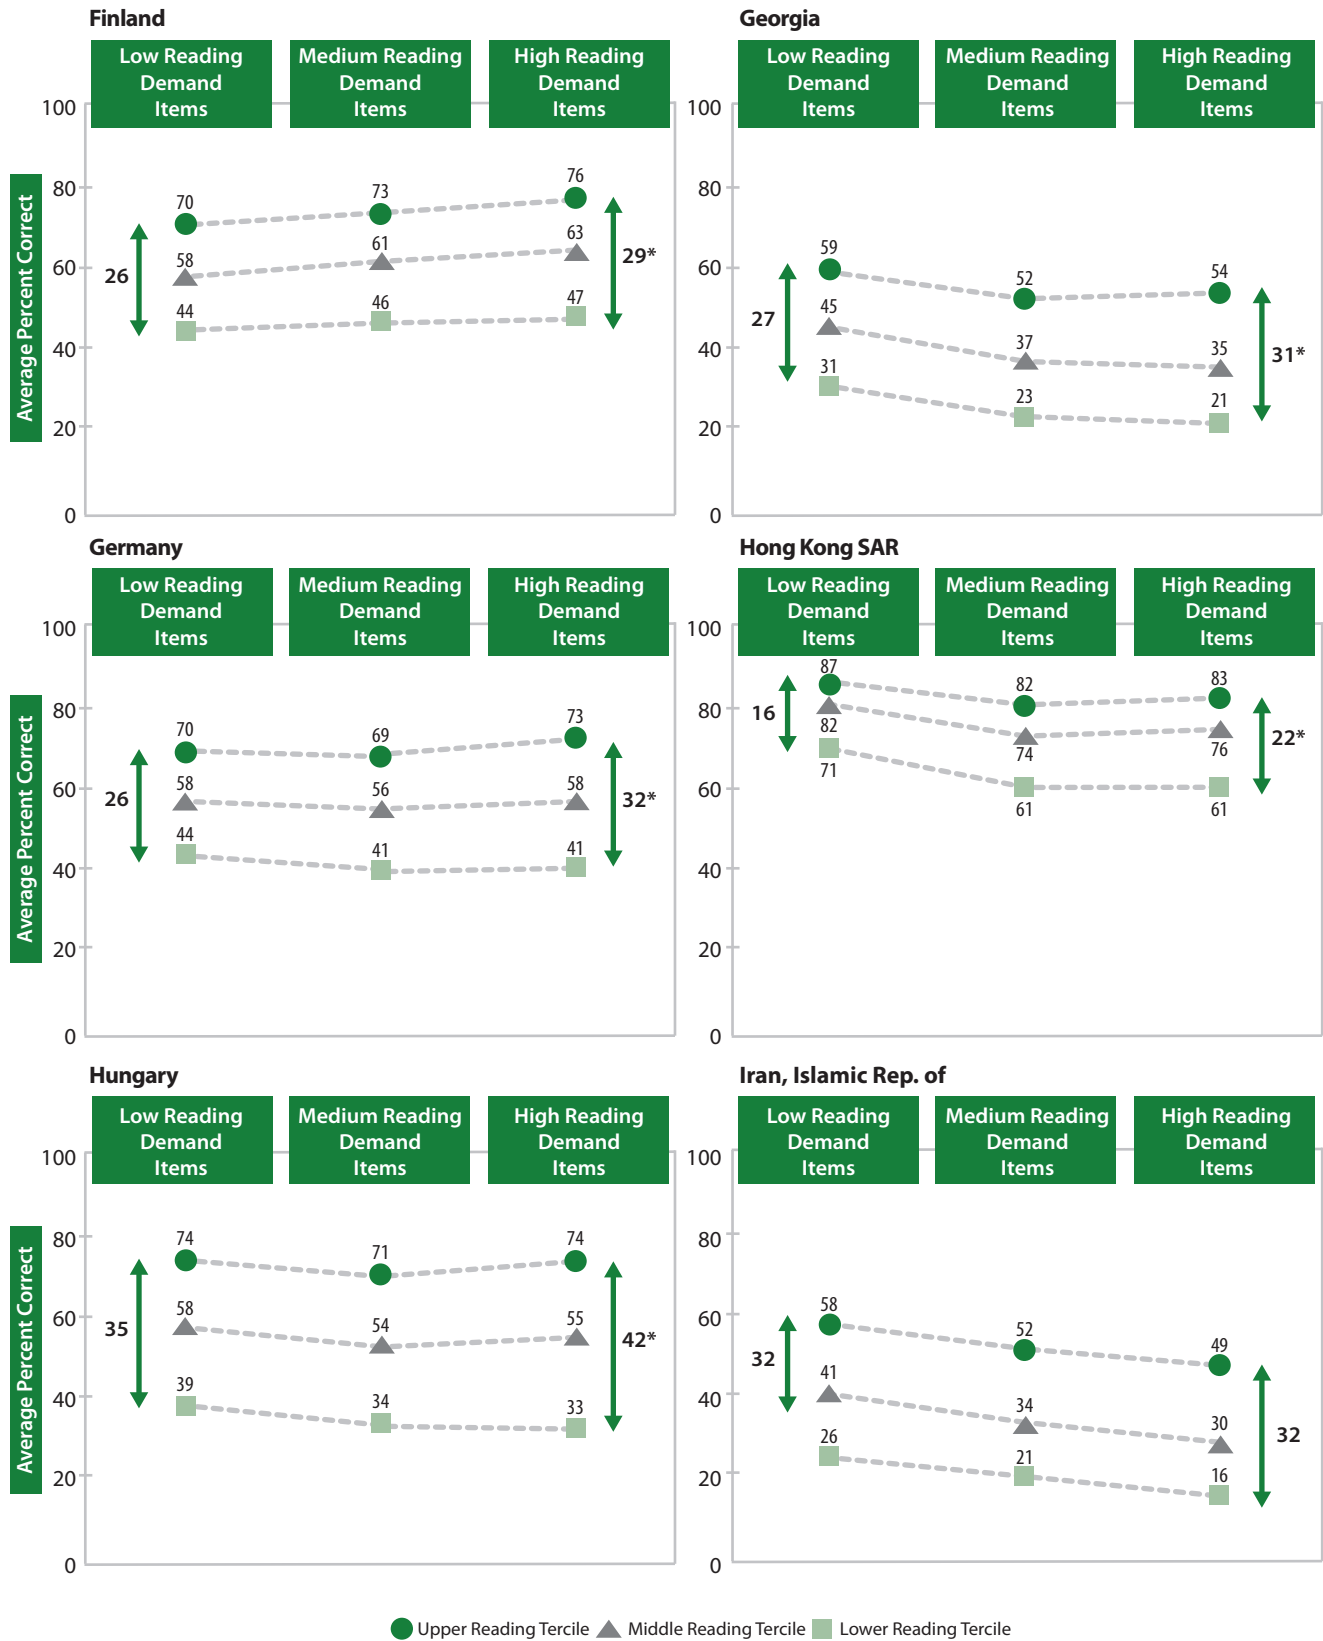 Finland
Low Reading
Demand
Items
Medium Reading
Demand
Items
High Reading
Demand
Items
Average Percent Correct
100
80
60
40
20
0
70
73
76
58
61
63
44
46
47
26
29*
Georgia
Low Reading
Demand
Items
Medium Reading
Demand
Items
High Reading
Demand
Items
100
80
60
40
20
0
59
52
54
45
37
35
31
23
21
27
31*
Germany
Low Reading
Demand
Items
Medium Reading
Demand
Items
High Reading
Demand
Items
Average Percent Correct
100
80
60
40
20
0
70
69
73
58
56
58
44
41
41
26
32*
Hong Kong SAR
Low Reading
Demand
Items
Medium Reading
Demand
Items
High Reading
Demand
Items
100
80
60
40
20
0
87
82
83
82
74
76
71
61
61
16
22*
Hungary
Low Reading
Demand
Items
Medium Reading
Demand
Items
High Reading
Demand
Items
Average Percent Correct
100
80
60
40
20
0
74
71
74
58
54
55
39
34
33
35
42*
Iran, Islamic Rep. of
Low Reading
Demand
Items
Medium Reading
Demand
Items
High Reading
Demand
Items
100
80
60
40
20
0
58
52
49
41
34
30
26
21
16
32
32
Upper Reading Tercile Middle Reading Tercile Lower Reading Tercile